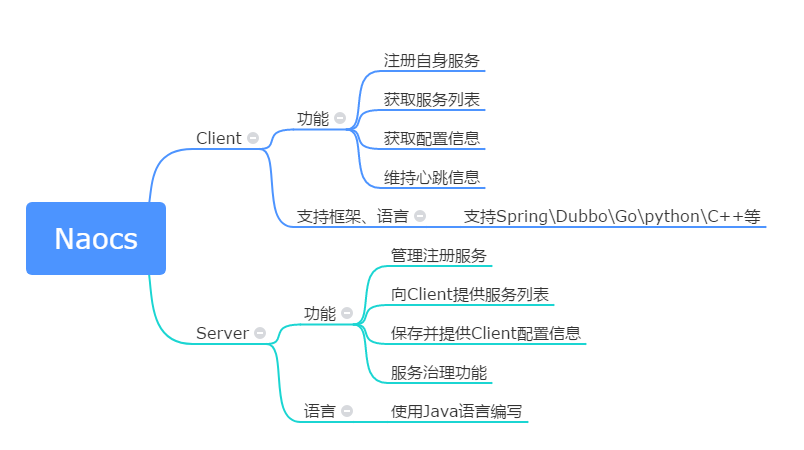 Naocs
Client
功能
注册自身服务
获取服务列表
获取配置信息
维持心跳信息
支持框架、语言
支持Spring\Dubbo\Go\python\C++等
Server
功能
管理注册服务
向Client提供服务列表
保存并提供Client配置信息
服务治理功能
语言
使用Java语言编写